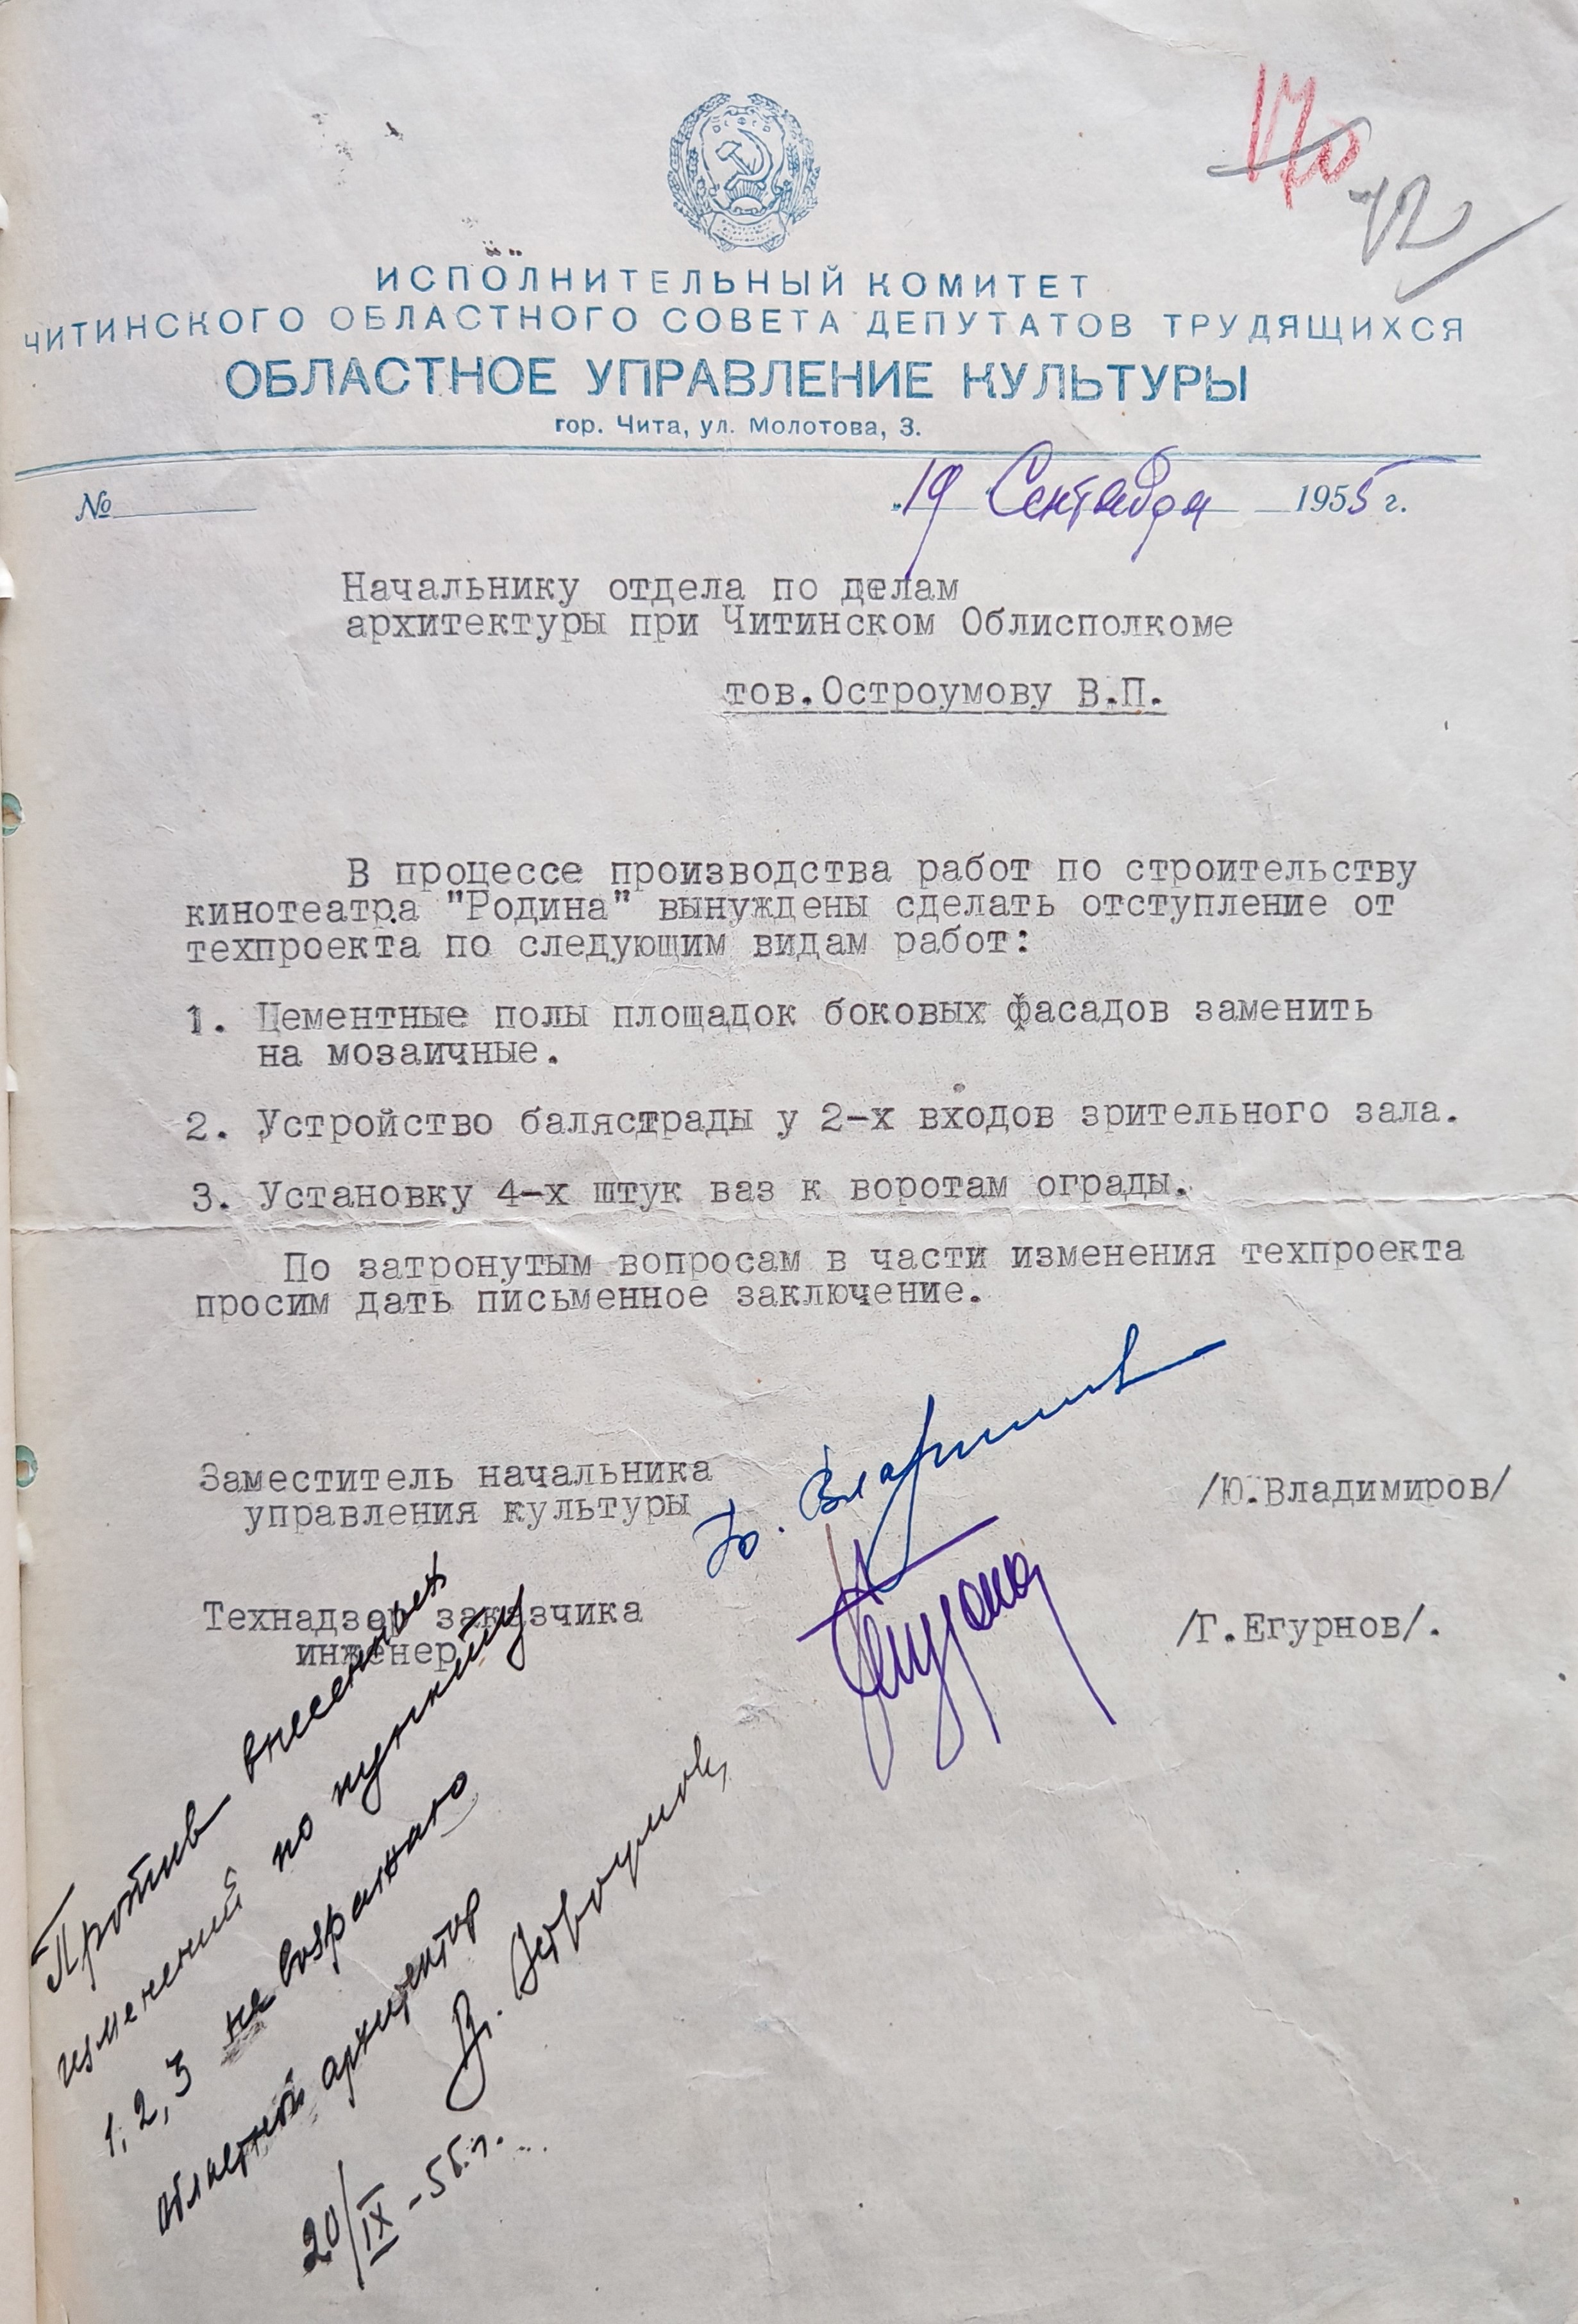 170
72
ИСПОЛНИТЕЛЬНЫЙ КОМИТЕТ
ЧИТИНСКОГО ОБЛАСТНОГО СОВЕТА ДЕПУТАТОВ ТРУДЯЩИХСЯ
ОБЛАСТНОЕ УПРАВЛЕНИЕ КУЛЬТУРЫ
гор. Чита, ул. Молотова, 3.
№ „19 " Сентября 1955 г.
Начальнику отдела по делам
архитектуры при Читинском Облисполкоме
тов.Остроумову В.П.
В процессе производства работ по строительству
кинотеатра "Родина" вынуждены сделать отступление от
техпроекта по следующим видам работ:
1. Цементные полы площадок боковых фасадов заменить
на мозаичные.
2. Устройство балястрады у 2-х входов зрительного зала.
3. Установку 4-х штук ваз к воротам ограды.
По затронутым вопросам в части изменения техпроекта
просим дать письменное заключение.
Заместитель начальника
управления культуры Ю. Владимиров /Ю.Владимиров/
Технадзор заказчика
инженер /Г.Егурнов/.
Против внесенных
изменений по пункту
1, 2, 3 не возражаю
областной архитектор
В. Остроумов
20/IX-55 г.